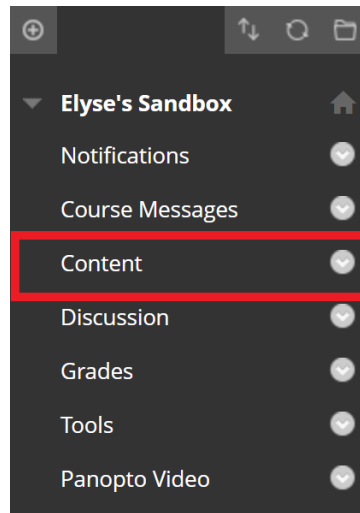 Elyse's Sandbox
Notifications
Course Messages
Content
Discussion
Grades
Tools
Panopto Video